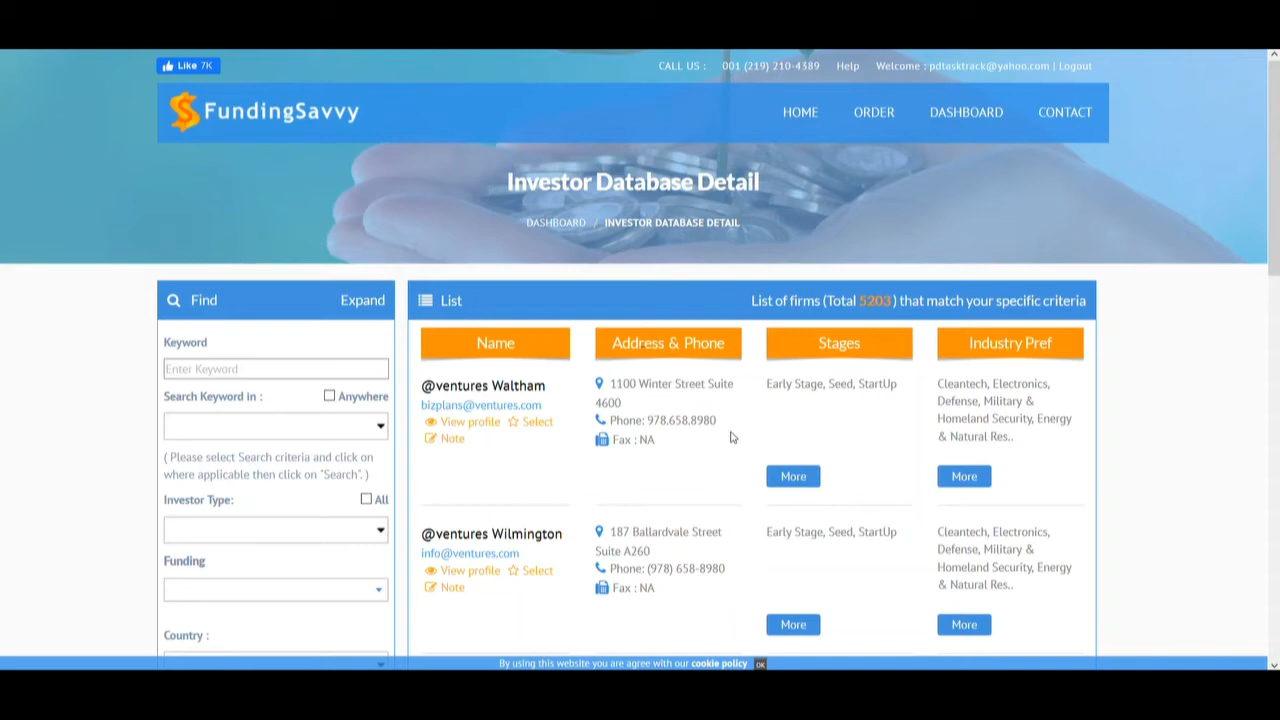 Like 7K
CALL US : 001 (219) 210-4389 Help Welcome : pdtasktrack@yahoo.com | Logout
FundingSavvy
HOME ORDER DASHBOARD CONTACT
Investor Database Detail
DASHBOARD / INVESTOR DATABASE DETAIL
Find Expand
Keyword
Enter Keyword
Search Keyword in : Anywhere
( Please select Search criteria and click on
where applicable then click on "Search". )
Investor Type: All
Funding
Country :
List List of firms (Total 5203 ) that match your specific criteria
Name Address & Phone Stages Industry Pref
@ventures Waltham
bizplans@ventures.com
View profile Select
Note
1100 Winter Street Suite
4600
Phone: 978.658.8980
Fax : NA
Early Stage, Seed, StartUp
More
Cleantech, Electronics,
Defense, Military &
Homeland Security, Energy
& Natural Res..
More
@ventures Wilmington
info@ventures.com
View profile Select
Note
187 Ballardvale Street
Suite A260
Phone: (978) 658-8980
Fax : NA
Early Stage, Seed, StartUp
More
Cleantech, Electronics,
Defense, Military &
Homeland Security, Energy
& Natural Res..
More
By using this website you are agree with our cookie policy OK